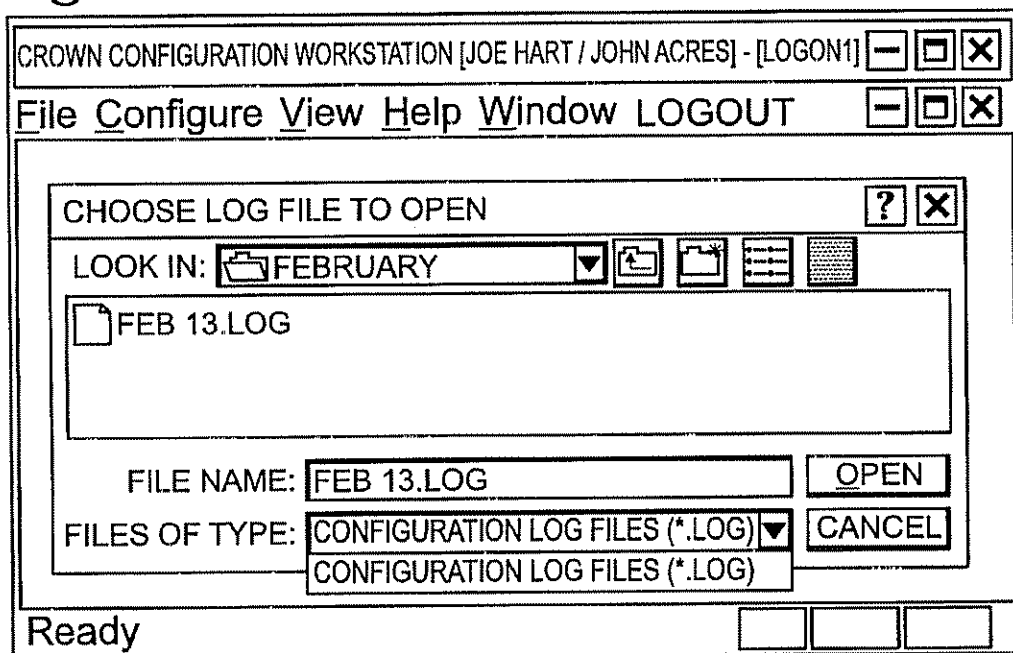 CROWN CONFIGURATION WORKSTATION [JOE HART / JOHN ACRES] - [LOGON1]
File Configure View Help Window LOGOUT
CHOOSE LOG FILE TO OPEN
LOOK IN: FEBRUARY
FEB 13.LOG
FILE NAME: FEB 13.LOG OPEN
FILES OF TYPE: CONFIGURATION LOG FILES (*.LOG) CANCEL
CONFIGURATION LOG FILES (*.LOG)
Ready